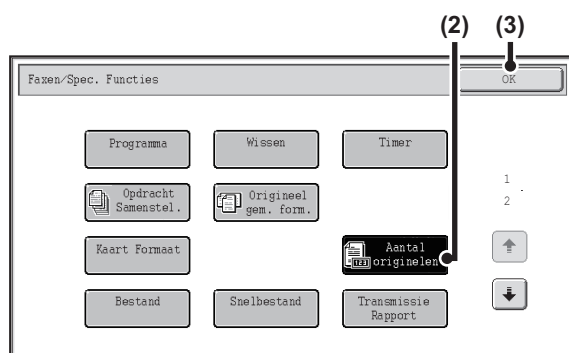 (2) (3)
Faxen/Spec. Functies OK
Programma Wissen Timer
Opdracht
Samenstel.
Origineel
gem. form.
1
2
Kaart Formaat
123
Aantal
originelen
Bestand Snelbestand Transmissie
Rapport